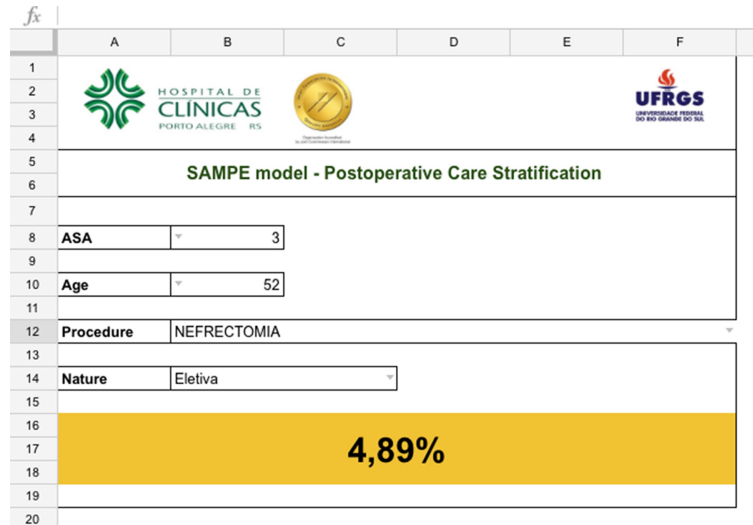 fx
A B C D E F
1
2
3
4
HOSPITAL DE
CLÍNICAS
PORTO ALEGRE RS
UFRGS
UNIVERSIDADE FEDERAL
DO RIO GRANDE DO SUL
5
6
SAMPE model - Postoperative Care Stratification
7
8 ASA 3
9
10 Age 52
11
12 Procedure NEFRECTOMIA
13
14 Nature Eletiva
15
16
17 4,89%
18
19
20